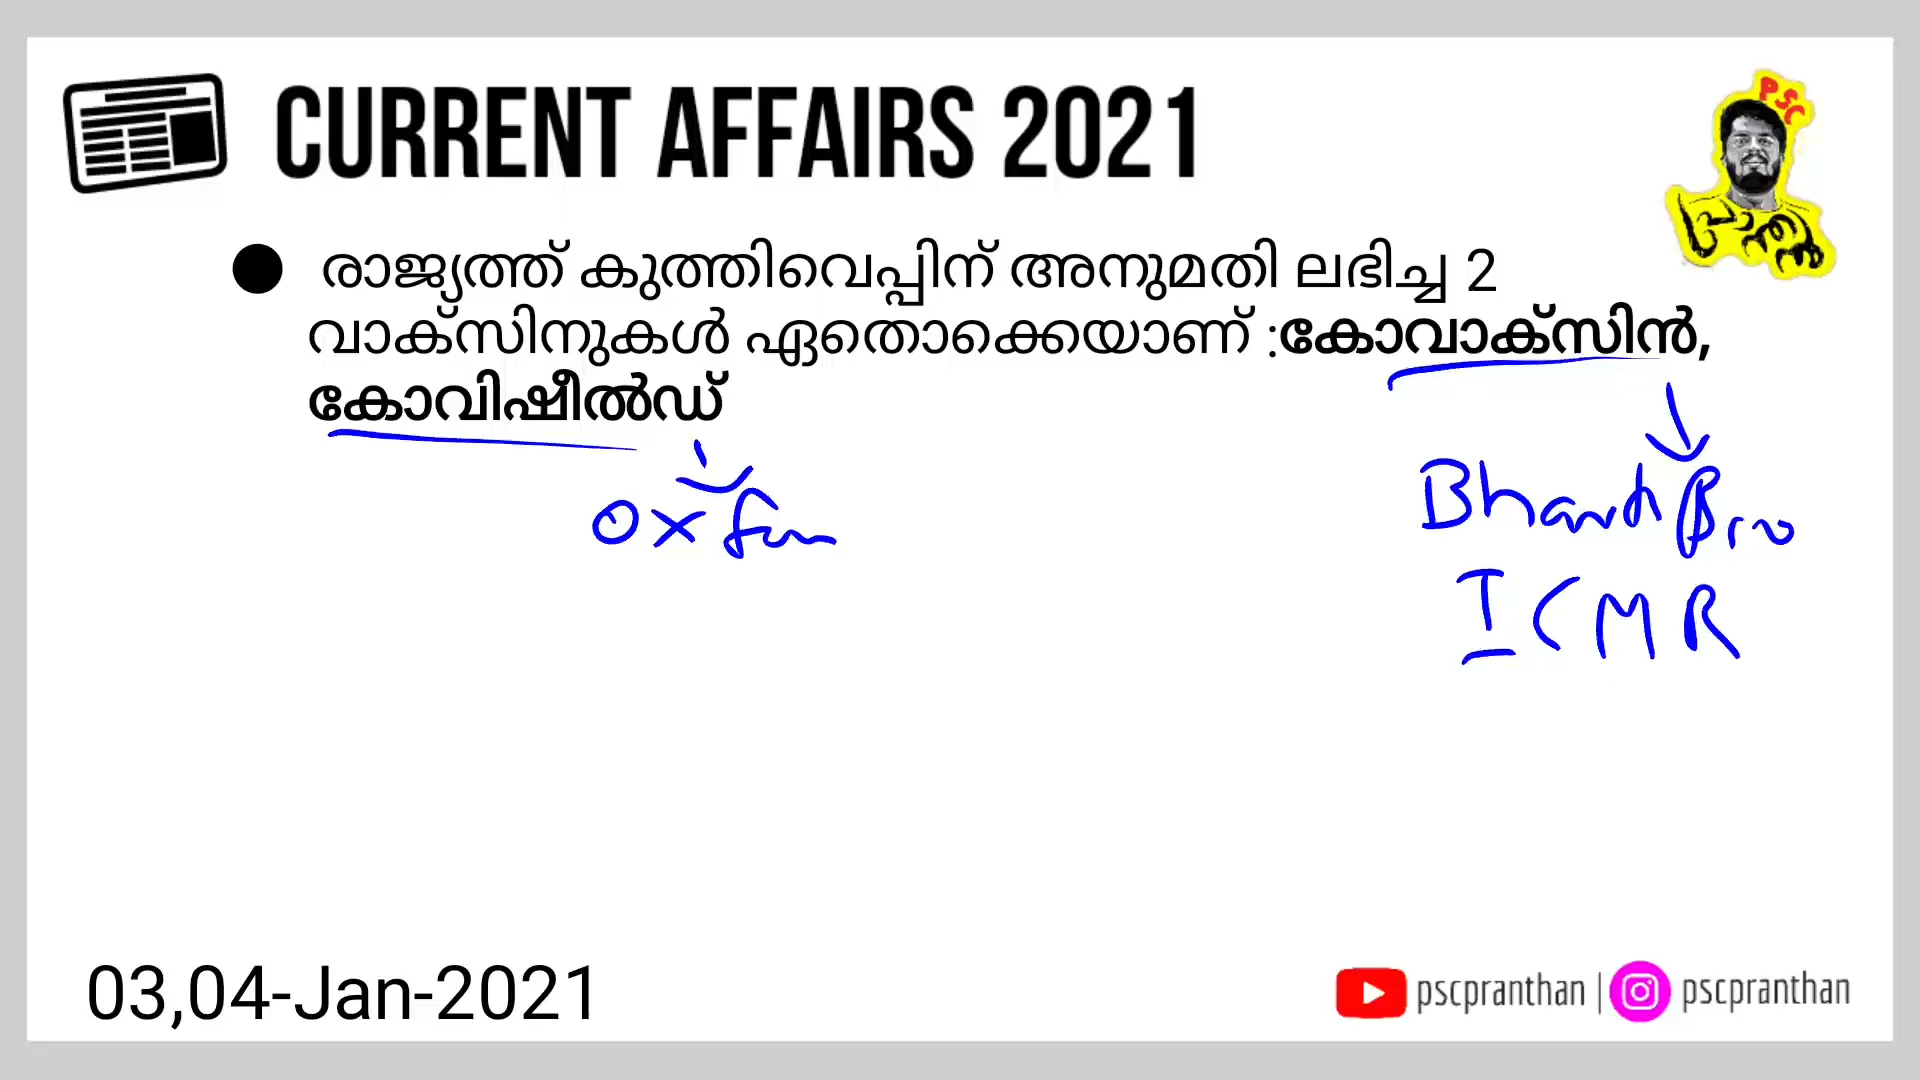 CURRENT AFFAIRS 2021
PSC
പ്രാന്തൻ
● രാജ്യത്ത് കുത്തിവെപ്പിന് അനുമതി ലഭിച്ച 2
വാക്സിനുകൾ ഏതൊക്കെയാണ് :കോവാക്സിൻ,
കോവിഷീൽഡ്
ICMR
03,04-Jan-2021
pscpranthan | pscpranthan